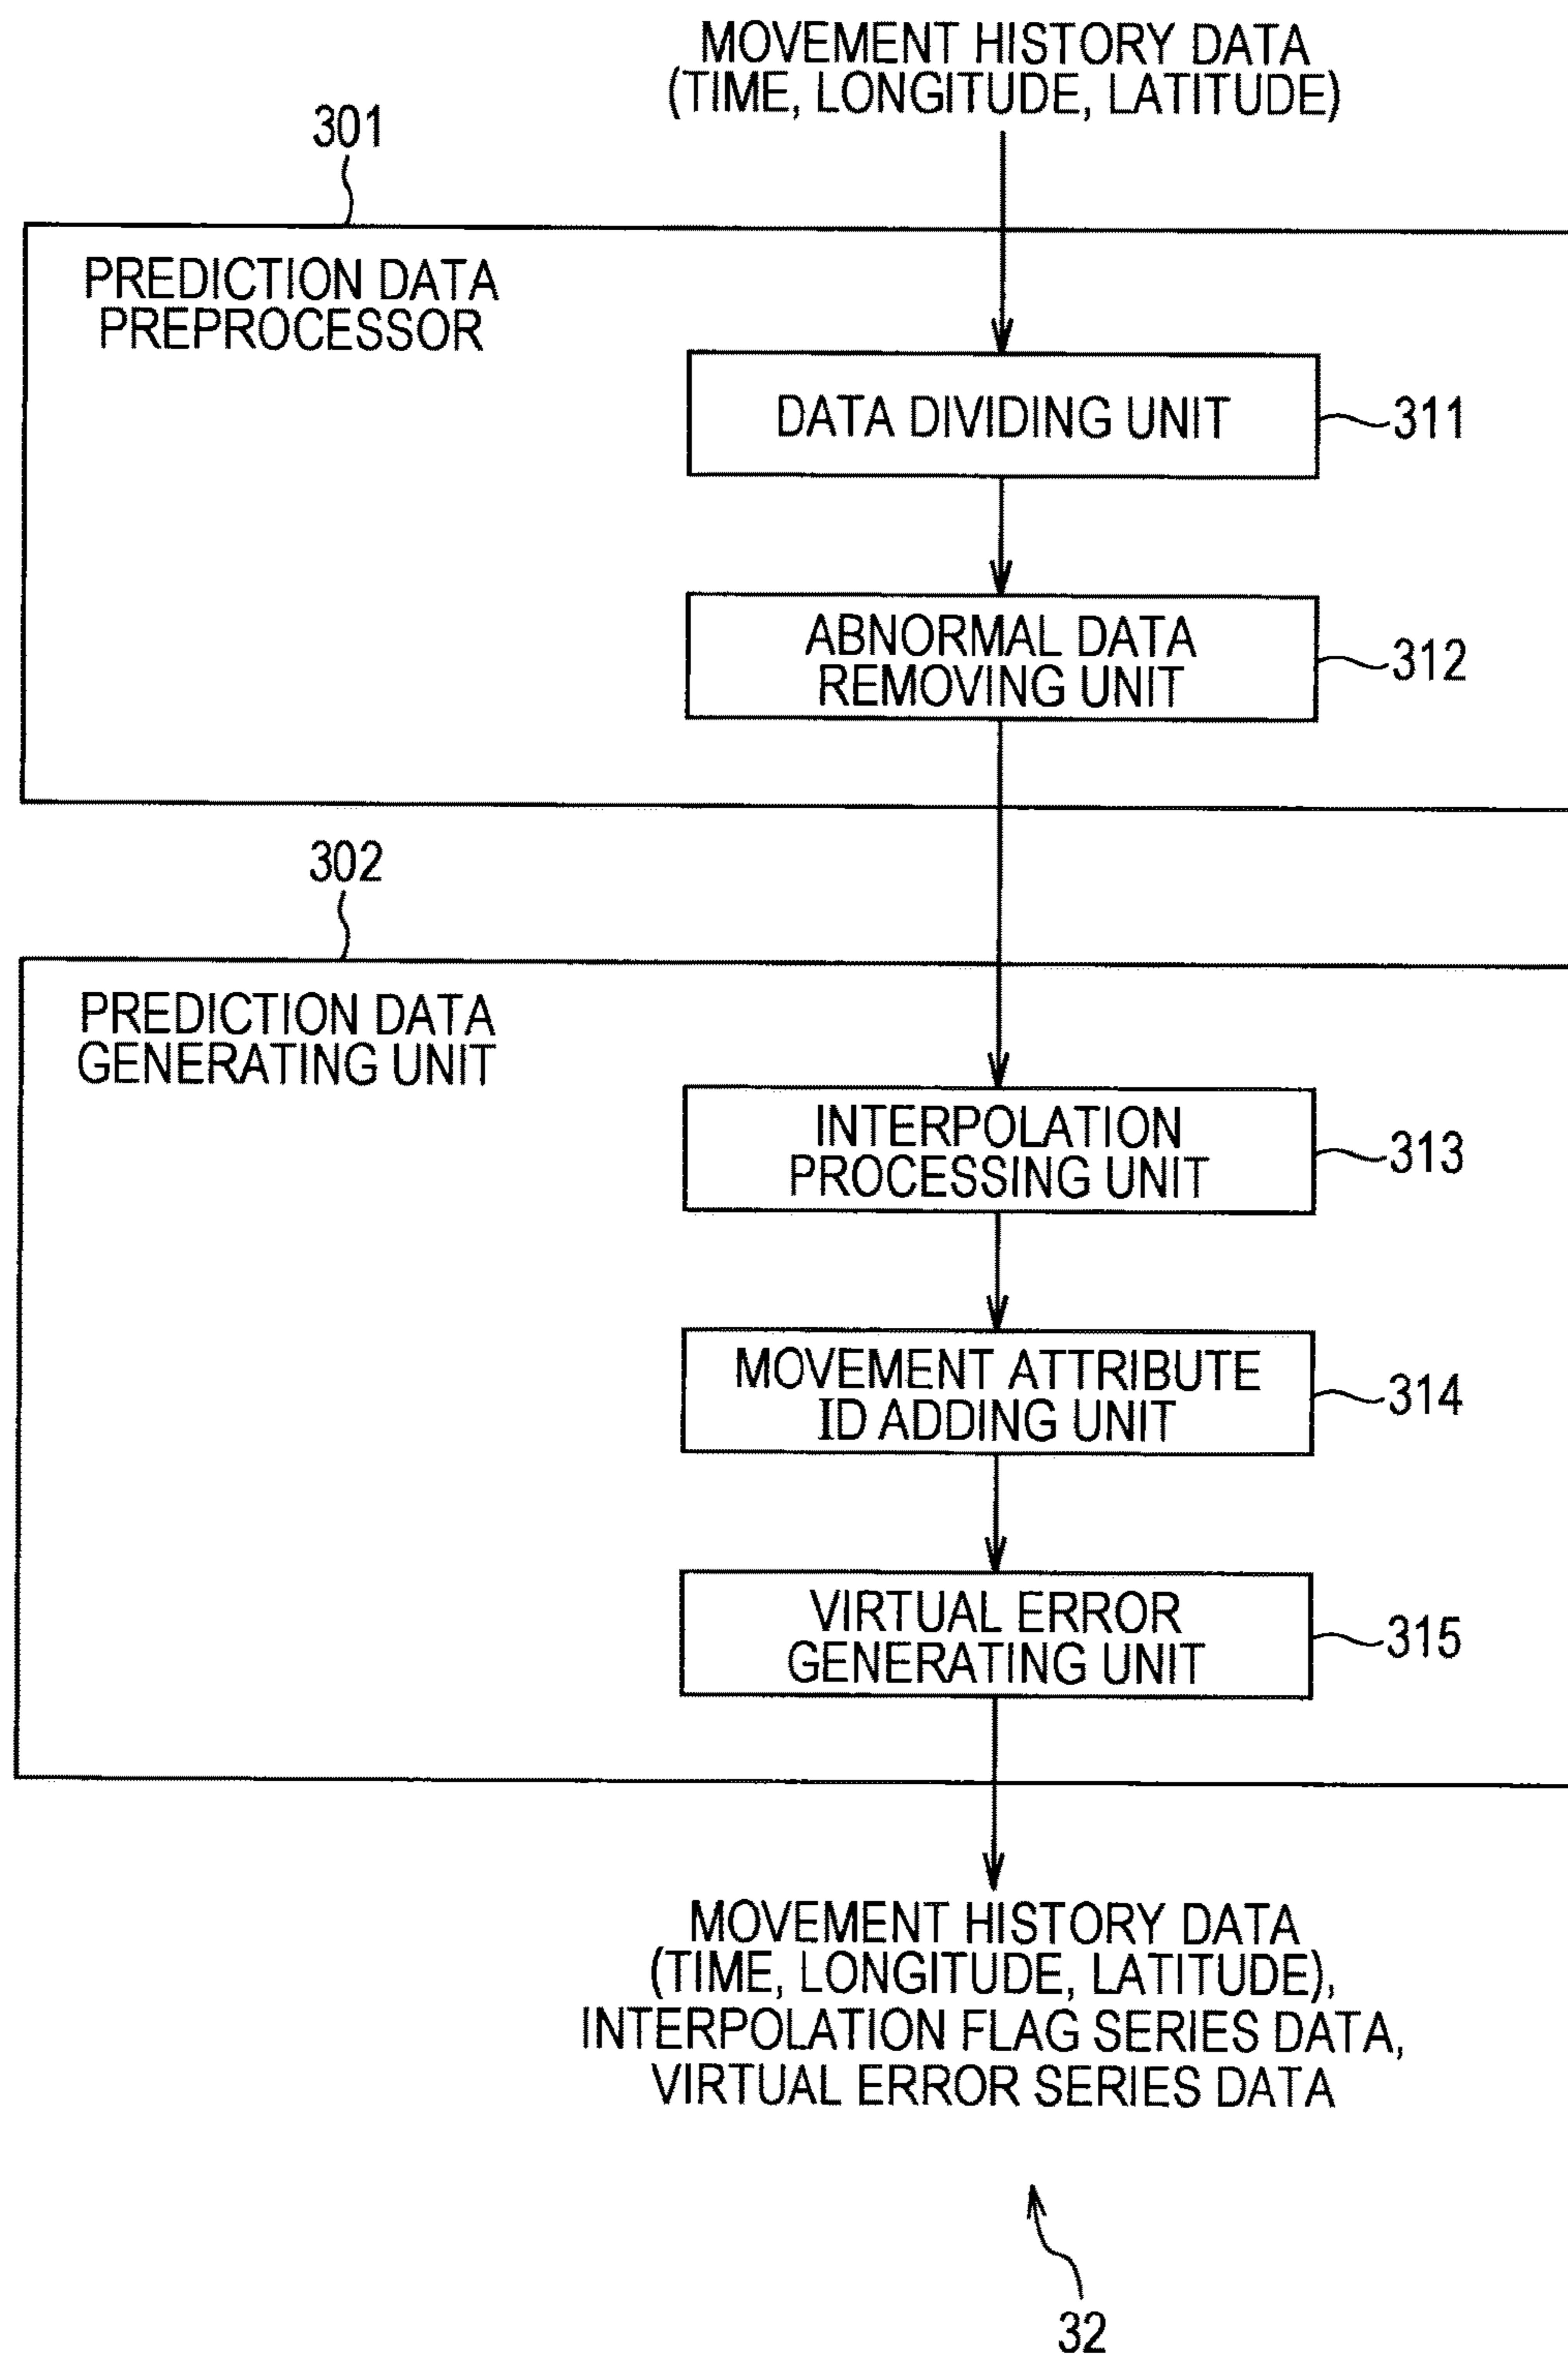 MOVEMENT HISTORY DATA
(TIME, LONGITUDE, LATITUDE)
301
PREDICTION DATA
PREPROCESSOR
DATA DIVIDING UNIT
311
ABNORMAL DATA
REMOVING UNIT
312
302
PREDICTION DATA
GENERATING UNIT
INTERPOLATION
PROCESSING UNIT
313
MOVEMENT ATTRIBUTE
ID ADDING UNIT
314
VIRTUAL ERROR
GENERATING UNIT
315
MOVEMENT HISTORY DATA
(TIME, LONGITUDE, LATITUDE),
INTERPOLATION FLAG SERIES DATA,
VIRTUAL ERROR SERIES DATA
32